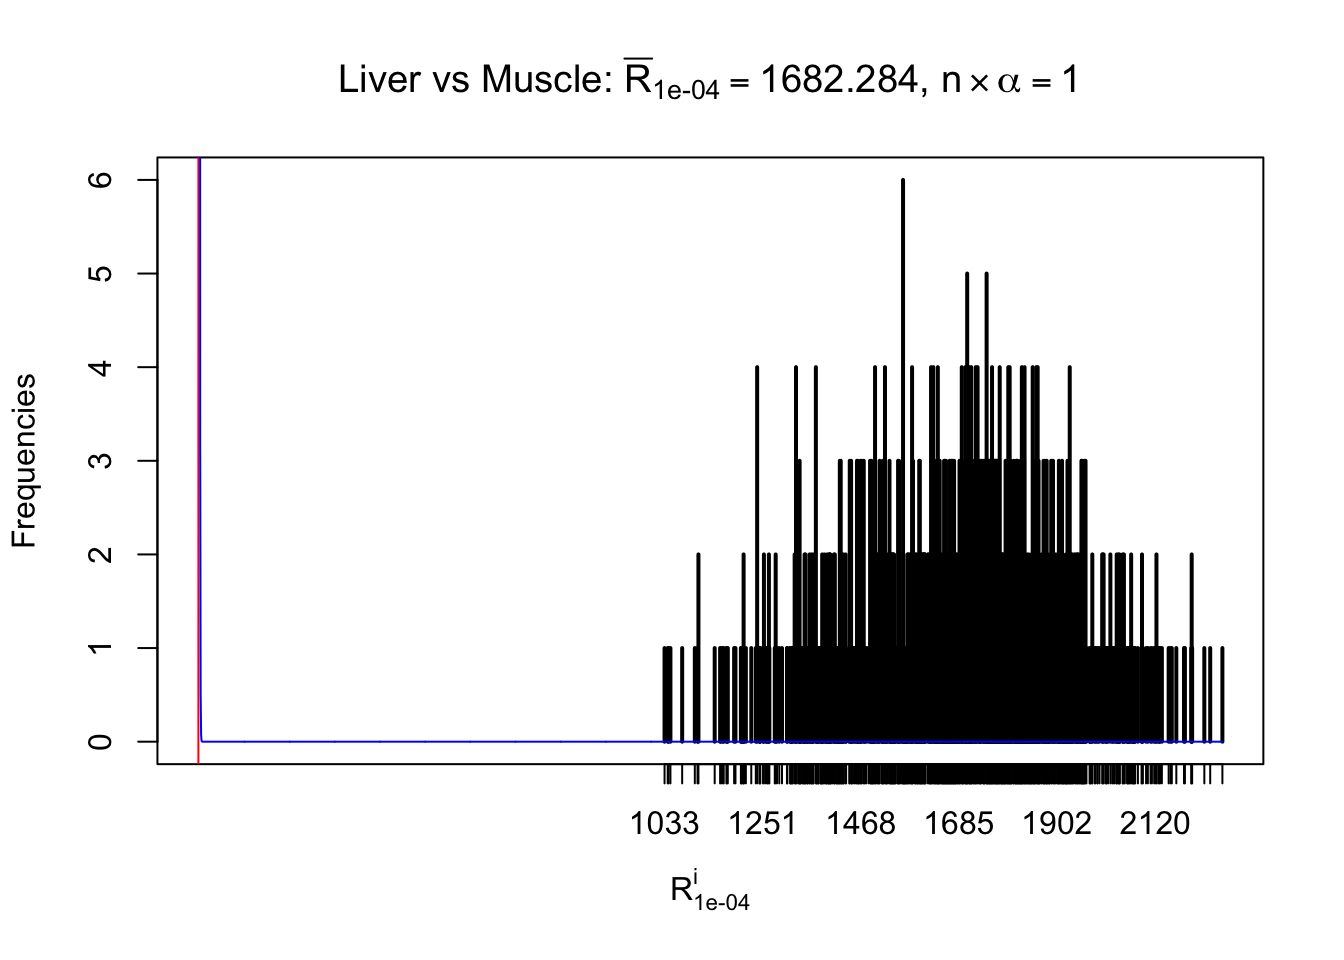 Liver vs Muscle: R̅1e-04 = 1682.284, n × α = 1
Frequencies
6
5
4
3
2
1
0
1033 1251 1468 1685 1902 2120
R^i_1e-04